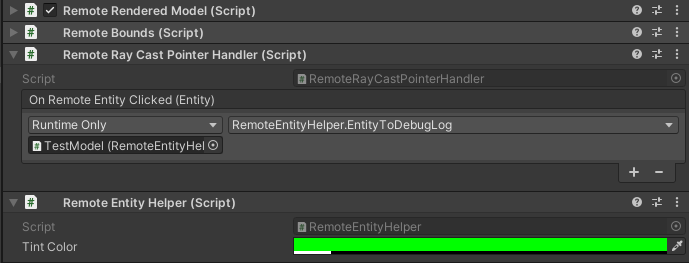 Remote Rendered Model (Script)
Remote Bounds (Script)
Remote Ray Cast Pointer Handler (Script)
Script RemoteRayCastPointerHandler
On Remote Entity Clicked (Entity)
Runtime Only RemoteEntityHelper.EntityToDebugLog
TestModel (RemoteEntityHel
+ −
Remote Entity Helper (Script)
Script RemoteEntityHelper
Tint Color